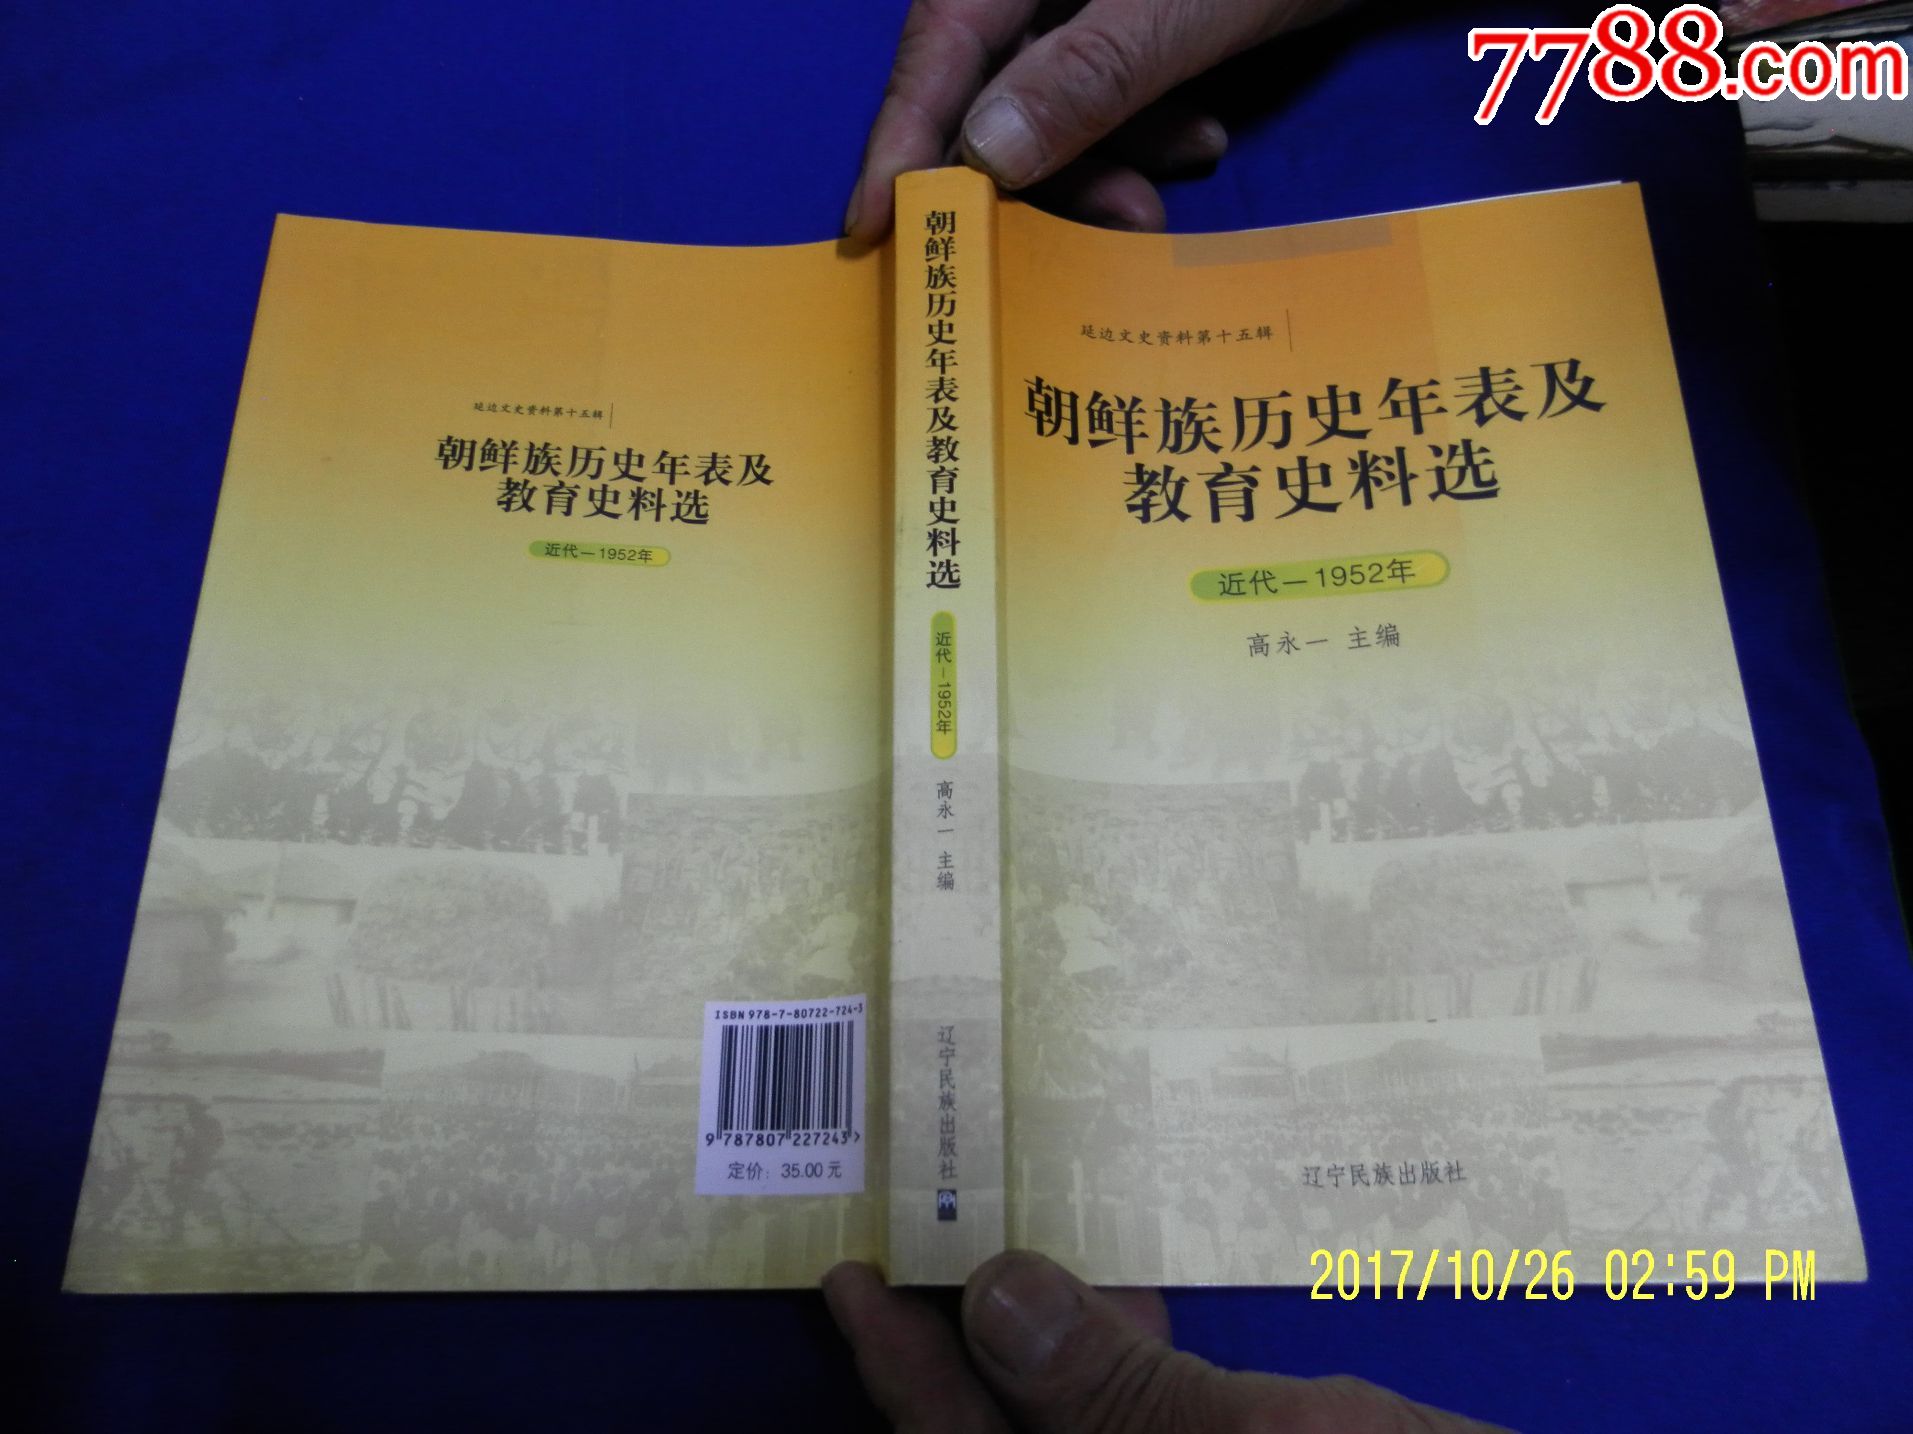 7788.com
延边文史资料第十五辑
朝鲜族历史年表及
教育史料选
近代—1952年
ISBN 978-7-80722-724-3
9 787807 227243 >
定价：35.00元
朝鲜族历史年表及教育史料选
近代—1952年
高永一 主编
辽宁民族出版社
延边文史资料第十五辑
朝鲜族历史年表及
教育史料选
近代—1952年
高永一 主编
辽宁民族出版社
2017/10/26 02:59 PM